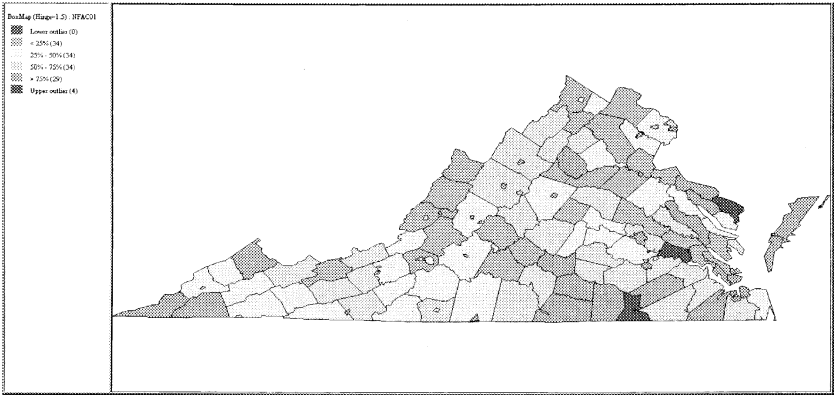 BoxMap (Hinge=1.5) : NFAC01
Lower outlier (0)
< 25% (34)
25% - 50% (34)
50% - 75% (34)
> 75% (29)
Upper outlier (4)